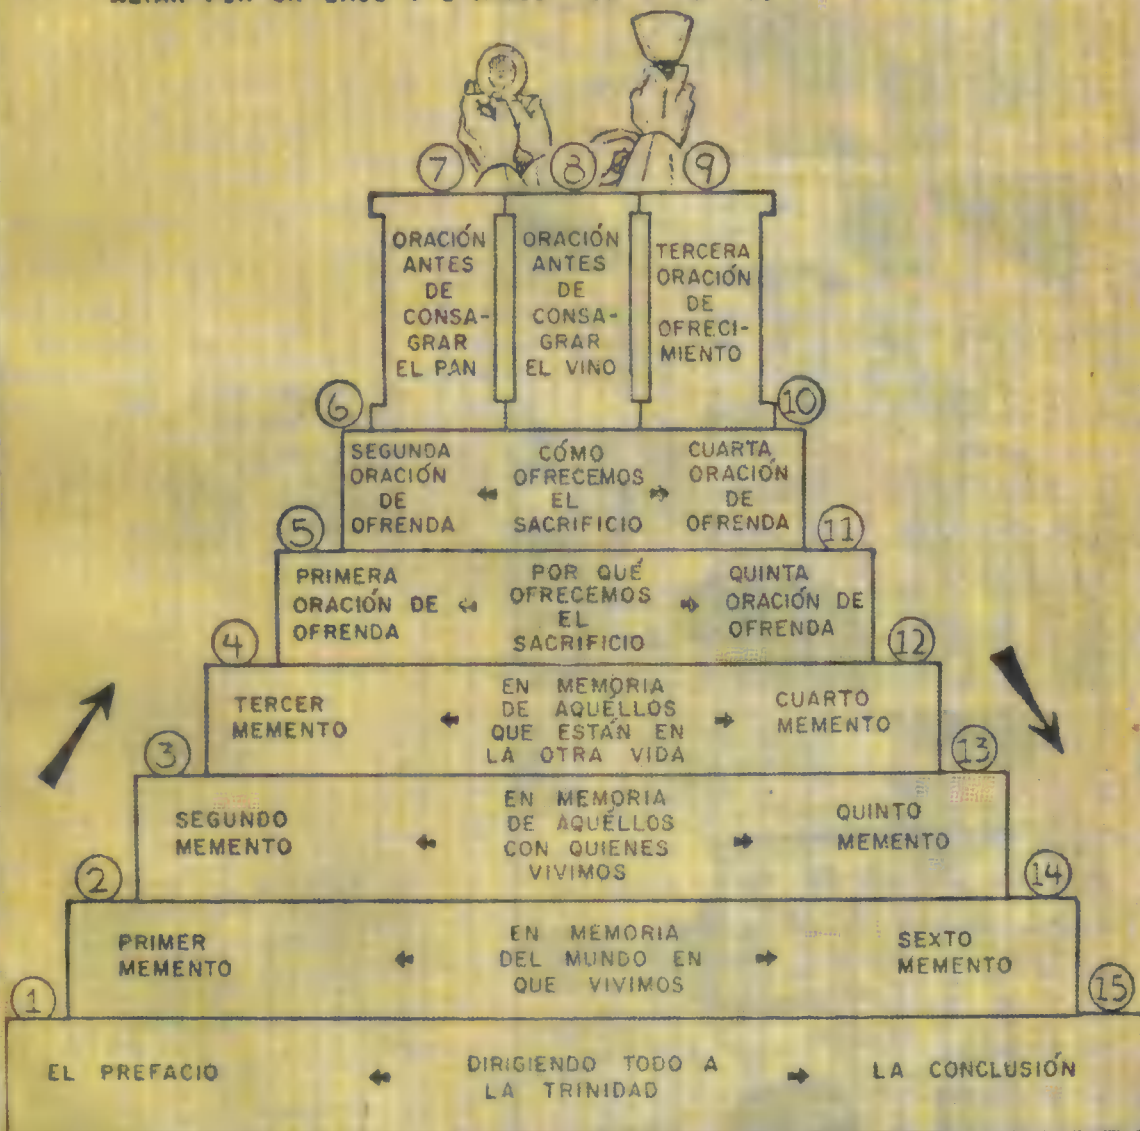 7 8 9
ORACIÓN
ANTES
DE
CONSA-
GRAR
EL PAN
ORACIÓN
ANTES
DE
CONSA-
GRAR
EL VINO
TERCERA
ORACIÓN
DE
OFRECI-
MIENTO
6
10
SEGUNDA
ORACIÓN
DE
OFRENDA
CÓMO
OFRECEMOS
EL
SACRIFICIO
CUARTA
ORACIÓN
DE
OFRENDA
5
11
PRIMERA
ORACIÓN DE
OFRENDA
POR QUÉ
OFRECEMOS
EL
SACRIFICIO
QUINTA
ORACIÓN DE
OFRENDA
4
12
TERCER
MEMENTO
EN MEMORIA
DE AQUÉLLOS
QUE ESTÁN EN
LA OTRA VIDA
CUARTO
MEMENTO
3
13
SEGUNDO
MEMENTO
EN MEMORIA
DE AQUÉLLOS
CON QUIENES
VIVIMOS
QUINTO
MEMENTO
2
14
PRIMER
MEMENTO
EN MEMORIA
DEL MUNDO EN
QUE VIVIMOS
SEXTO
MEMENTO
1
15
EL PREFACIO
DIRIGIENDO TODO A
LA TRINIDAD
LA CONCLUSIÓN